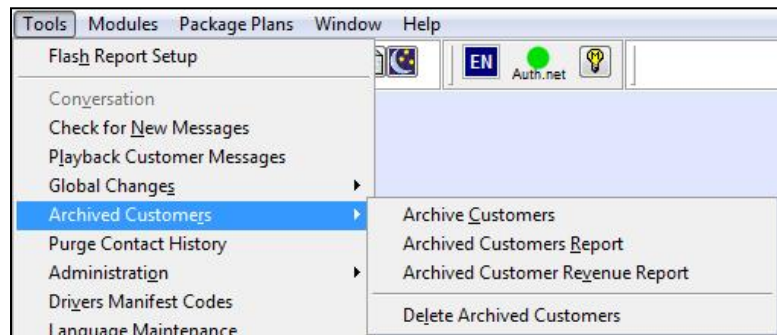 Tools Modules Package Plans Window Help
Flash Report Setup
EN Auth.net
Conversation
Check for New Messages
Playback Customer Messages
Global Changes
Archived Customers
Purge Contact History
Administration
Drivers Manifest Codes
Language Maintenance
Archive Customers
Archived Customers Report
Archived Customer Revenue Report
Delete Archived Customers